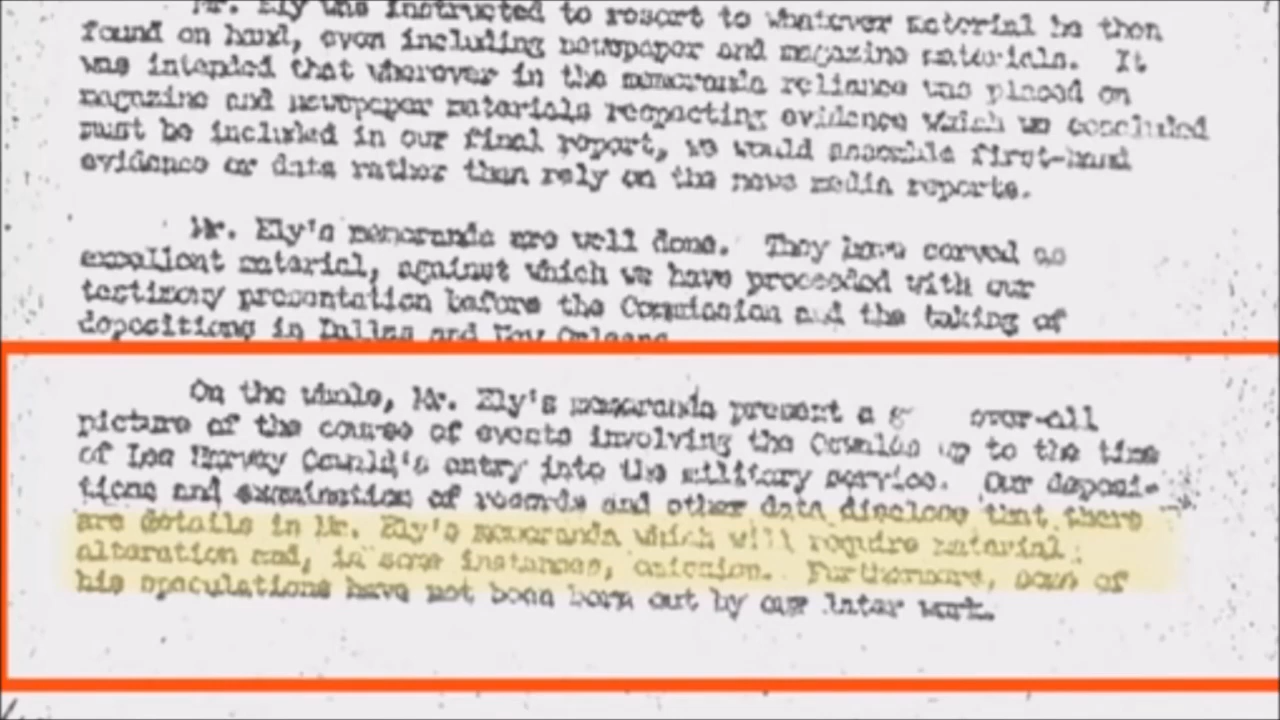 Mr. Ely was instructed to resort to whatever material he then
found on hand, even including newspaper and magazine materials. It
was intended that wherever in the memoranda reliance was placed on
magazine and newspaper materials respecting evidence which we concluded
must be included in our final report, we would assemble first-hand
evidence or data rather than rely on the news media reports.
Mr. Ely's memoranda are well done. They have served as
excellent material, against which we have proceeded with our
testimony presentation before the Commission and the taking of
depositions in Dallas and New Orleans
On the whole, Mr. Ely's memoranda present a over-all
picture of the course of events involving the Oswalds up to the time
of Lee Harvey Oswald's entry into the military service. Our deposi-
tions and examination of records and other data disclose that there
are details in Mr. Ely's memoranda which will require material
alteration and, in some instances, omission. Furthermore, some of
his speculations have not been born out by our later work.